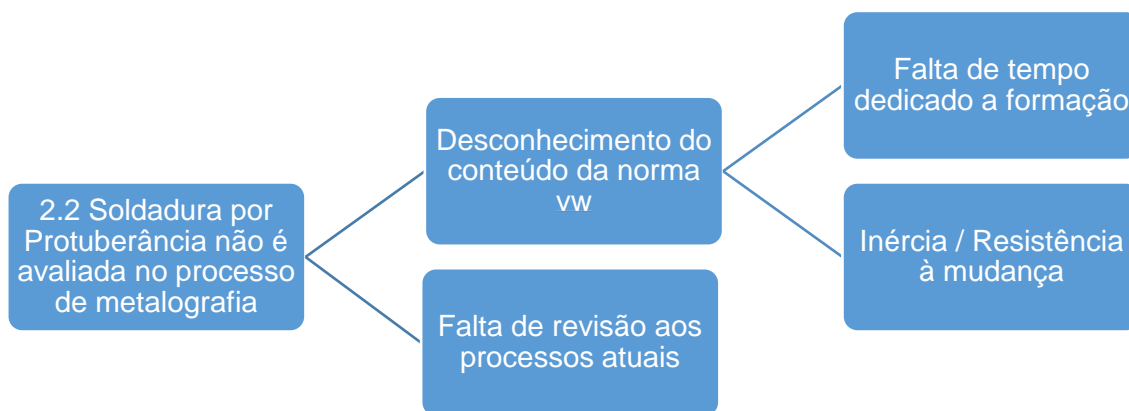 2.2 Soldadura por
Protuberância não é
avaliada no processo
de metalografia
Desconhecimento do
conteúdo da norma
vw
Falta de revisão aos
processos atuais
Falta de tempo
dedicado a formação
Inércia / Resistência
à mudança